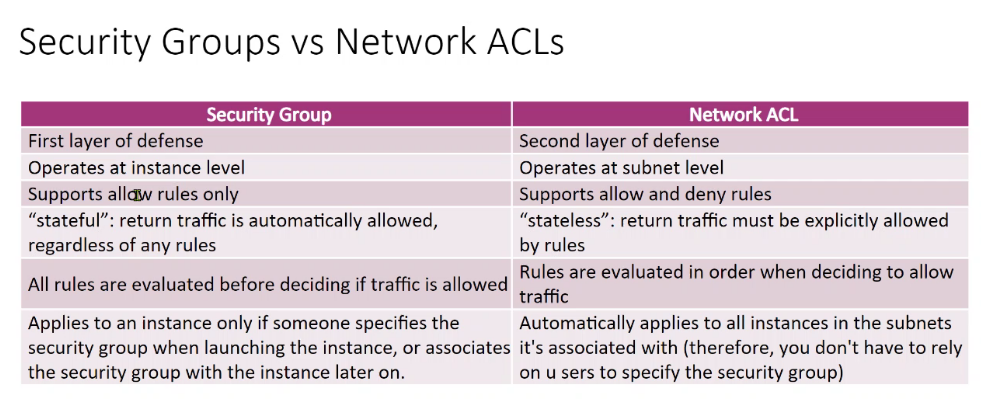 Security Groups vs Network ACLs
Security Group
Network ACL
First layer of defense
Second layer of defense
Operates at instance level
Operates at subnet level
Supports allow rules only
Supports allow and deny rules
“stateful”: return traffic is automatically allowed,
regardless of any rules
“stateless”: return traffic must be explicitly allowed
by rules
All rules are evaluated before deciding if traffic is allowed
Rules are evaluated in order when deciding to allow
traffic
Applies to an instance only if someone specifies the
security group when launching the instance, or associates
the security group with the instance later on.
Automatically applies to all instances in the subnets
it's associated with (therefore, you don't have to rely
on u sers to specify the security group)